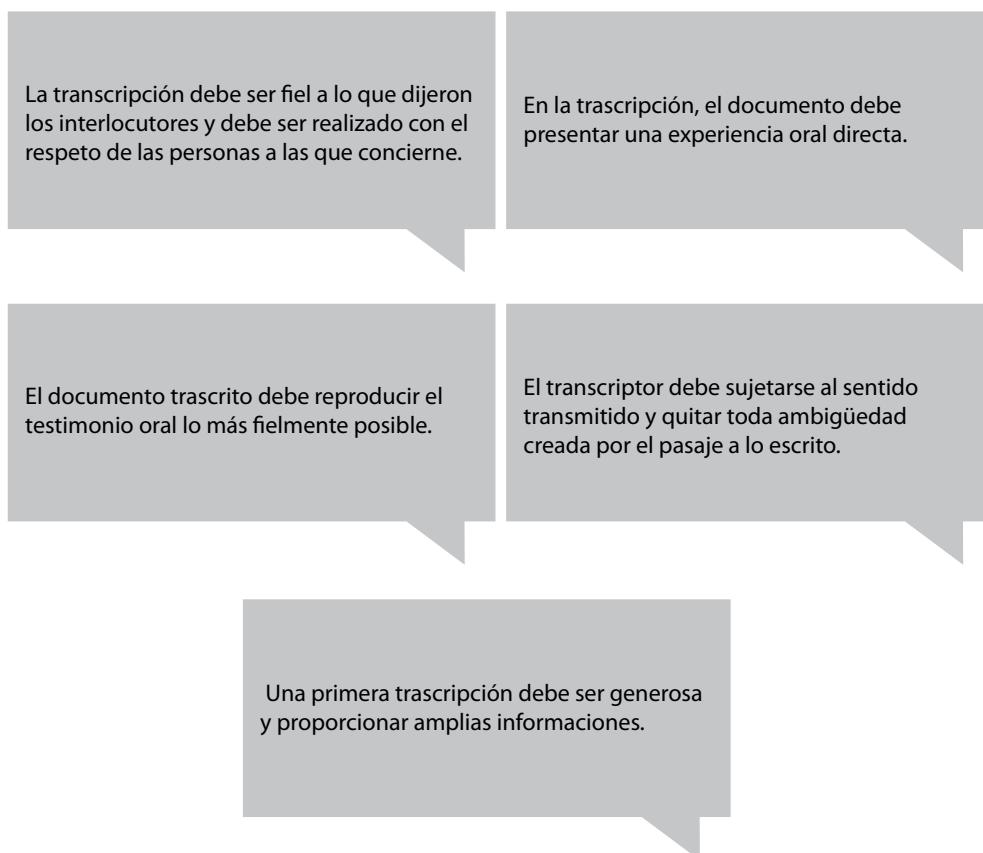 La transcripción debe ser fiel a lo que dijeron
los interlocutores y debe ser realizado con el
respeto de las personas a las que concierne.
En la trascripción, el documento debe
presentar una experiencia oral directa.
El documento trascrito debe reproducir el
testimonio oral lo más fielmente posible.
El transcriptor debe sujetarse al sentido
transmitido y quitar toda ambigüedad
creada por el pasaje a lo escrito.
Una primera trascripción debe ser generosa
y proporcionar amplias informaciones.